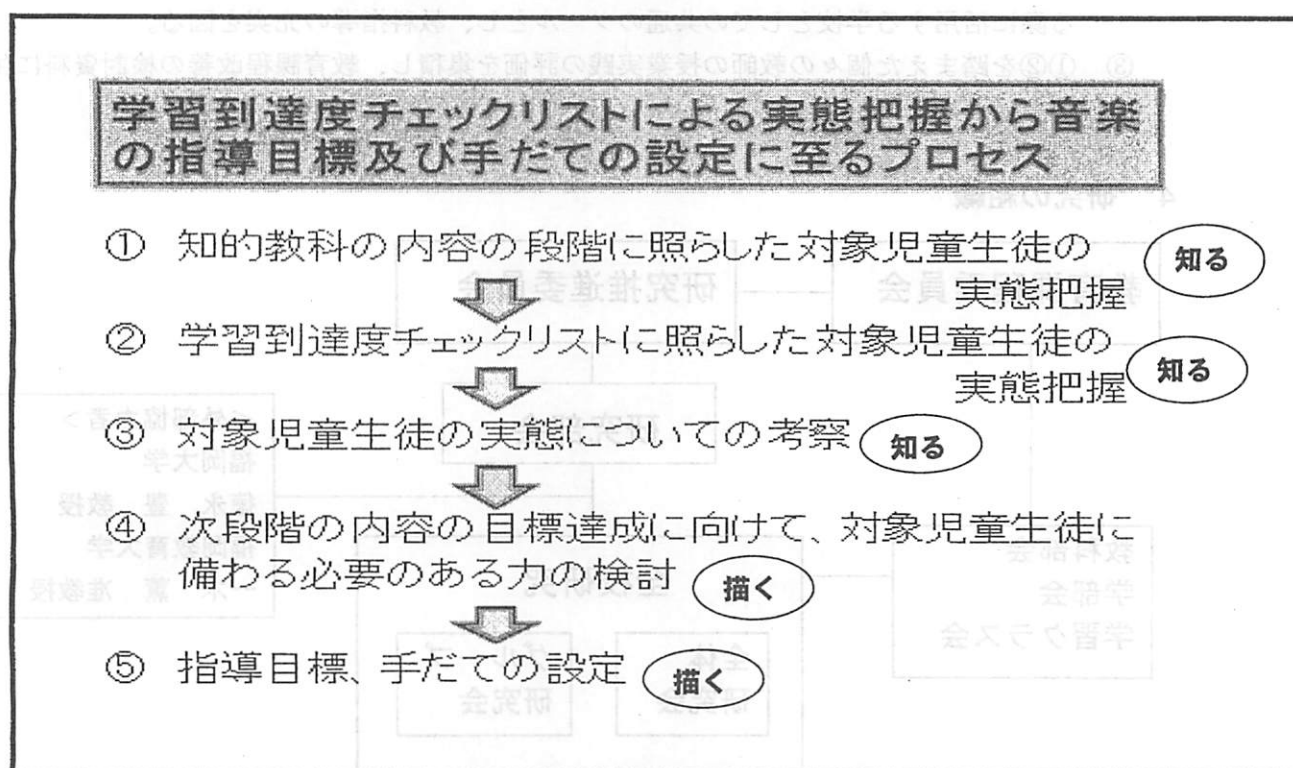 学習到達度チェックリストによる実態把握から音楽
の指導目標及び手だての設定に至るプロセス
① 知的教科の内容の段階に照らした対象児童生徒の
実態把握
知る
② 学習到達度チェックリストに照らした対象児童生徒の
実態把握
知る
③ 対象児童生徒の実態についての考察
知る
④ 次段階の内容の目標達成に向けて、対象児童生徒に
備わる必要のある力の検討
描く
⑤ 指導目標、手だての設定
描く